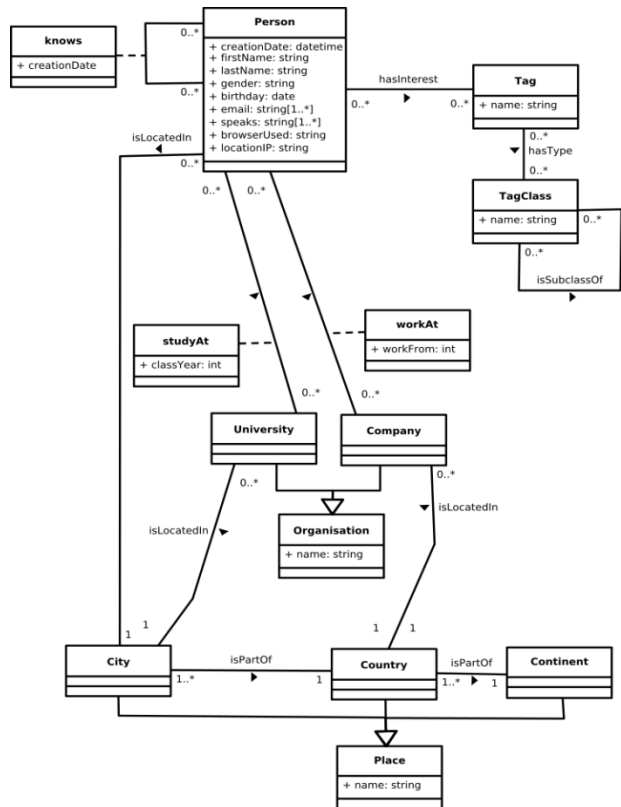 Person
+ creationDate: datetime
+ firstName: string
+ lastName: string
+ gender: string
+ birthday: date
+ email: string[1..*]
+ speaks: string[1..*]
+ browserUsed: string
+ locationIP: string
knows
+ creationDate
0..*
0..*
hasInterest
0..*
0..*
Tag
+ name: string
0..*
hasType
0..*
TagClass
+ name: string
0..*
0..*
isSubclassOf
isLocatedIn
0..*
0..*
0..*
studyAt
+ classYear: int
workAt
+ workFrom: int
0..*
0..*
University
Company
0..*
0..*
isLocatedIn
isLocatedIn
Organisation
+ name: string
1
1
1
1
City
isPartOf
1..*
1
Country
isPartOf
1..*
1
Continent
Place
+ name: string